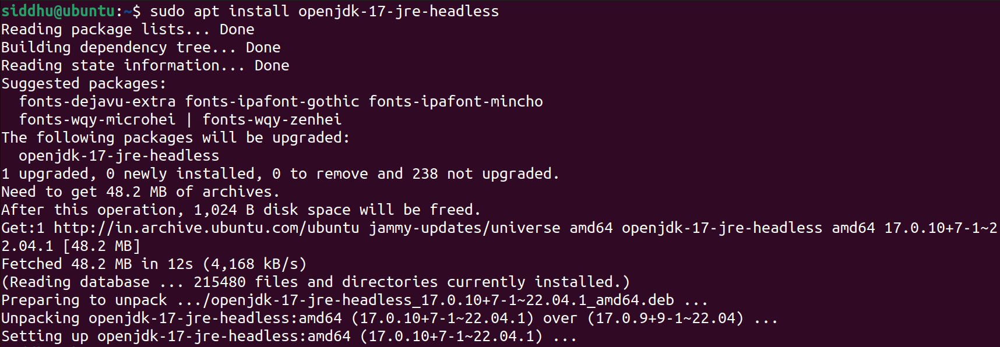 siddhu@ubuntu:~$ sudo apt install openjdk-17-jre-headless
Reading package lists... Done
Building dependency tree... Done
Reading state information... Done
Suggested packages:
  fonts-dejavu-extra fonts-ipafont-gothic fonts-ipafont-mincho
  fonts-wqy-microhei | fonts-wqy-zenhei
The following packages will be upgraded:
  openjdk-17-jre-headless
1 upgraded, 0 newly installed, 0 to remove and 238 not upgraded.
Need to get 48.2 MB of archives.
After this operation, 1,024 B disk space will be freed.
Get:1 http://in.archive.ubuntu.com/ubuntu jammy-updates/universe amd64 openjdk-17-jre-headless amd64 17.0.10+7-1~2
2.04.1 [48.2 MB]
Fetched 48.2 MB in 12s (4,168 kB/s)
(Reading database ... 215480 files and directories currently installed.)
Preparing to unpack .../openjdk-17-jre-headless_17.0.10+7-1~22.04.1_amd64.deb ...
Unpacking openjdk-17-jre-headless:amd64 (17.0.10+7-1~22.04.1) over (17.0.9+9-1~22.04) ...
Setting up openjdk-17-jre-headless:amd64 (17.0.10+7-1~22.04.1) ...